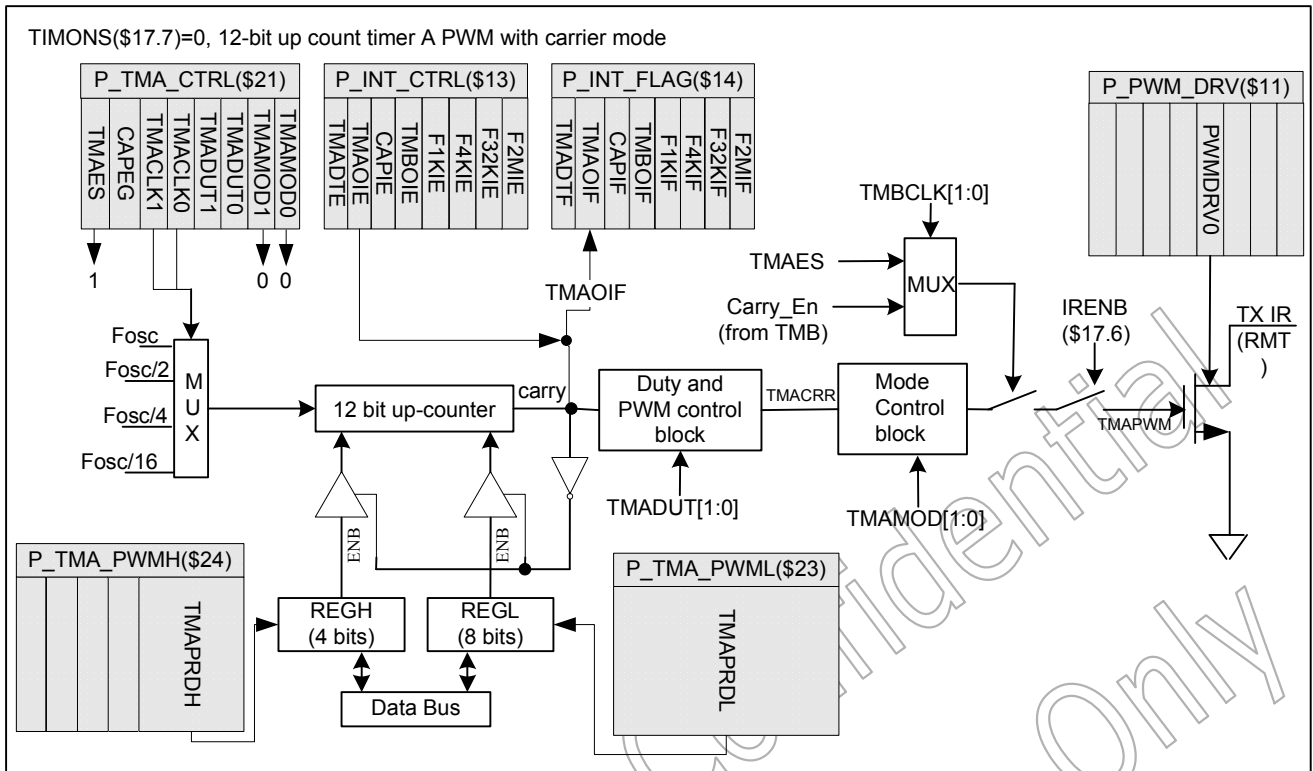 TIMONS($17.7)=0, 12-bit up count timer A PWM with carrier mode
P_TMA_CTRL($21)
TMAES
CAPEG
TMACLK1
TMACLK0
TMADUT1
TMADUT0
TMAMOD1
TMAMOD0
1
0
0
P_INT_CTRL($13)
TMADTE
TMAOIE
CAPIE
TMBOIE
F1KIE
F4KIE
F32KIE
F2MIE
P_INT_FLAG($14)
TMADTF
TMAOIF
CAPIF
TMBOIF
F1KIF
F4KIF
F32KIF
F2MIF
P_PWM_DRV($11)
PWMDRV0
TMBCLK[1:0]
TMAES
Carry_En
(from TMB)
MUX
TMAOIF
IRENB
($17.6)
TX IR
(RMT
)
Fosc
Fosc/2
Fosc/4
Fosc/16
MUX
12 bit up-counter
carry
Duty and
PWM control
block
TMACRR
Mode
Control
block
TMAPWM
TMADUT[1:0]
TMAMOD[1:0]
ENB
ENB
P_TMA_PWMH($24)
TMAPRDH
REGH
(4 bits)
REGL
(8 bits)
Data Bus
P_TMA_PWML($23)
TMAPRDL
Confidential
Only